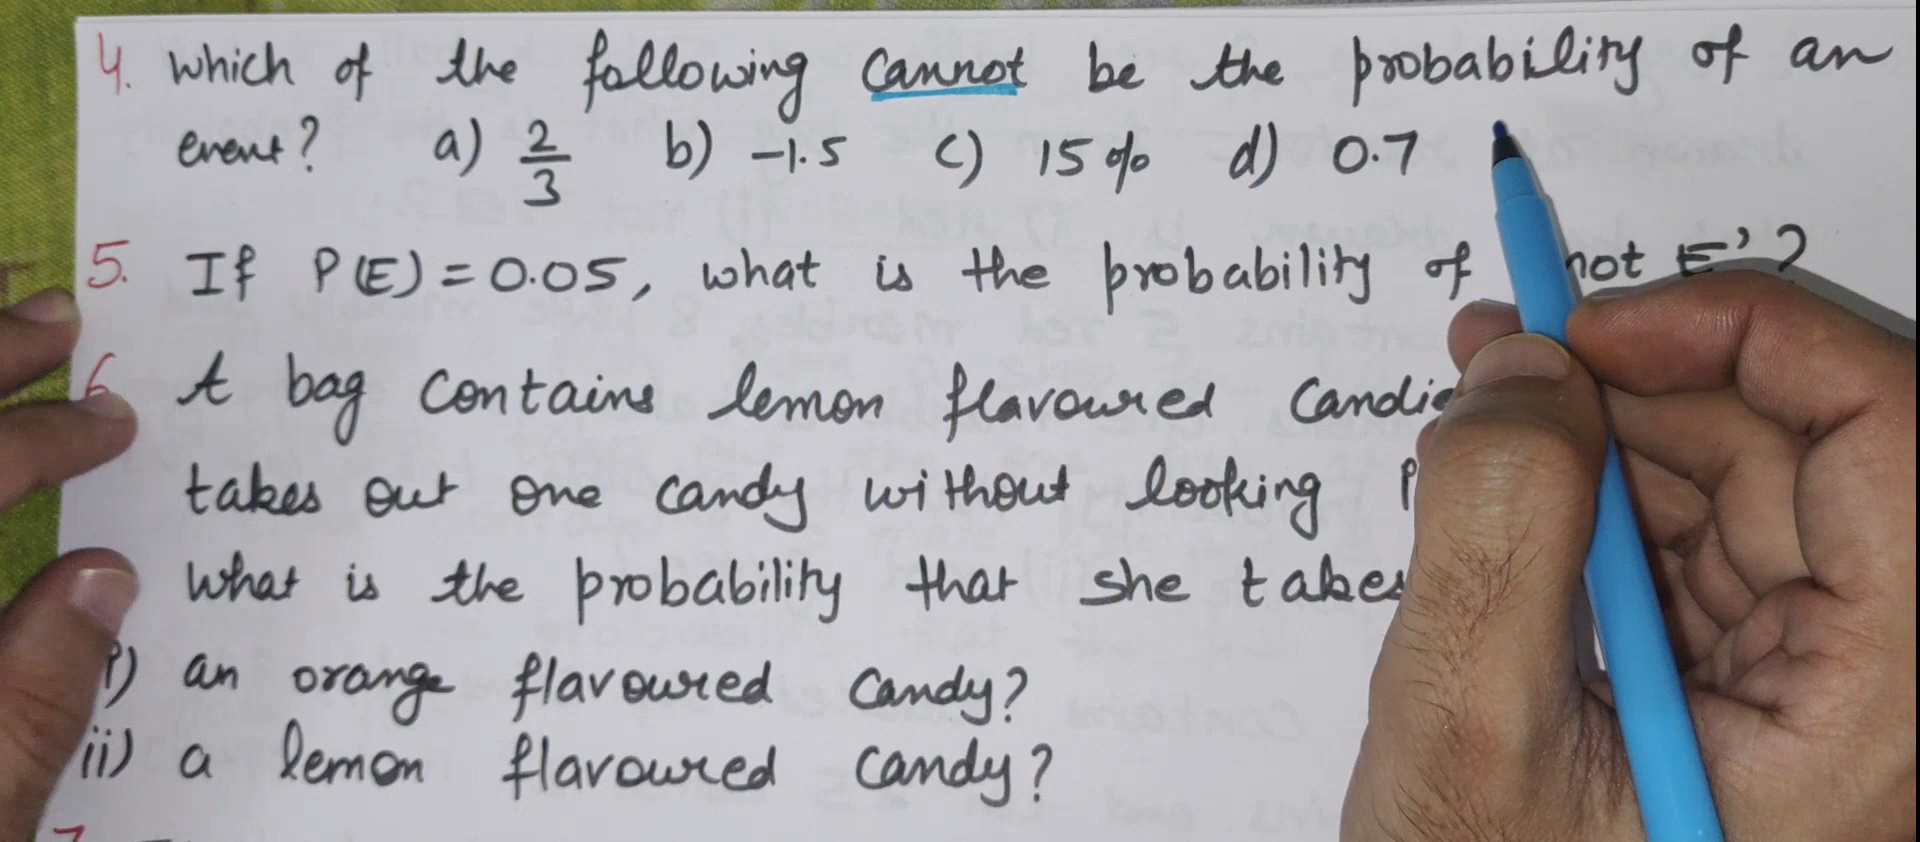 4. Which of the following cannot be the probability of an
event? a) 2/3 b) -1.5 c) 15% d) 0.7
5. If P(E) = 0.05, what is the probability of not E'?
6. A bag contains lemon flavoured
takes out one candy without looking
What is the probability that she takes
i) an orange flavoured candy?
ii) a lemon flavoured candy?